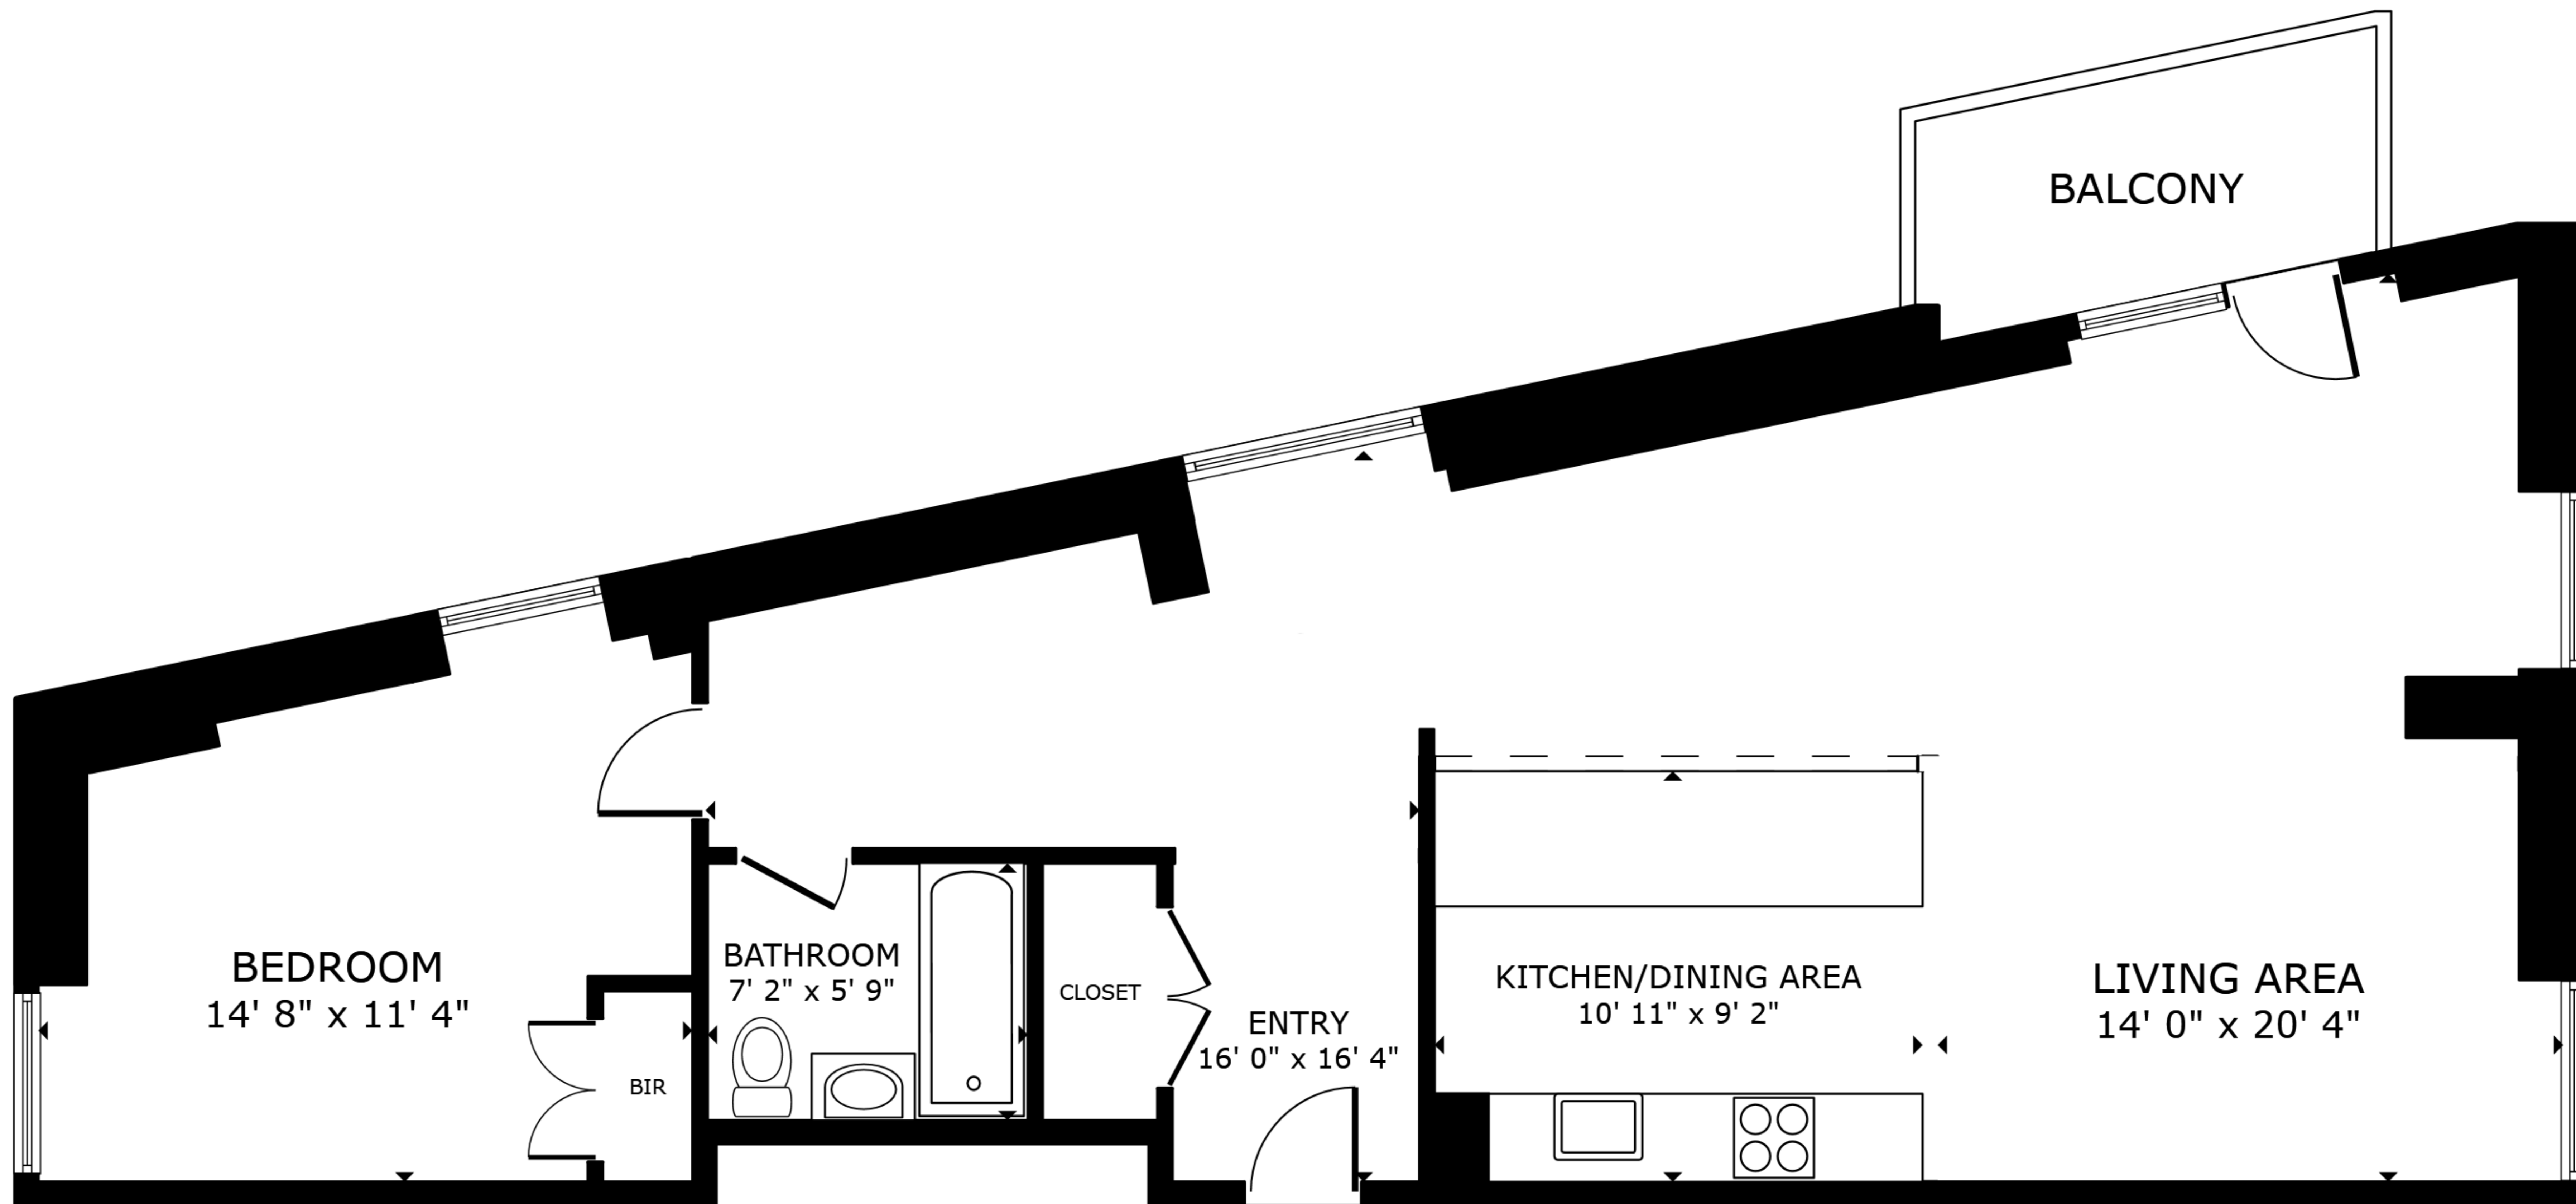 BALCONY
BEDROOM
14' 8" x 11' 4"
BIR
BATHROOM
7' 2" x 5' 9"
CLOSET
ENTRY
16' 0" x 16' 4"
KITCHEN/DINING AREA
10' 11" x 9' 2"
LIVING AREA
14' 0" x 20' 4"